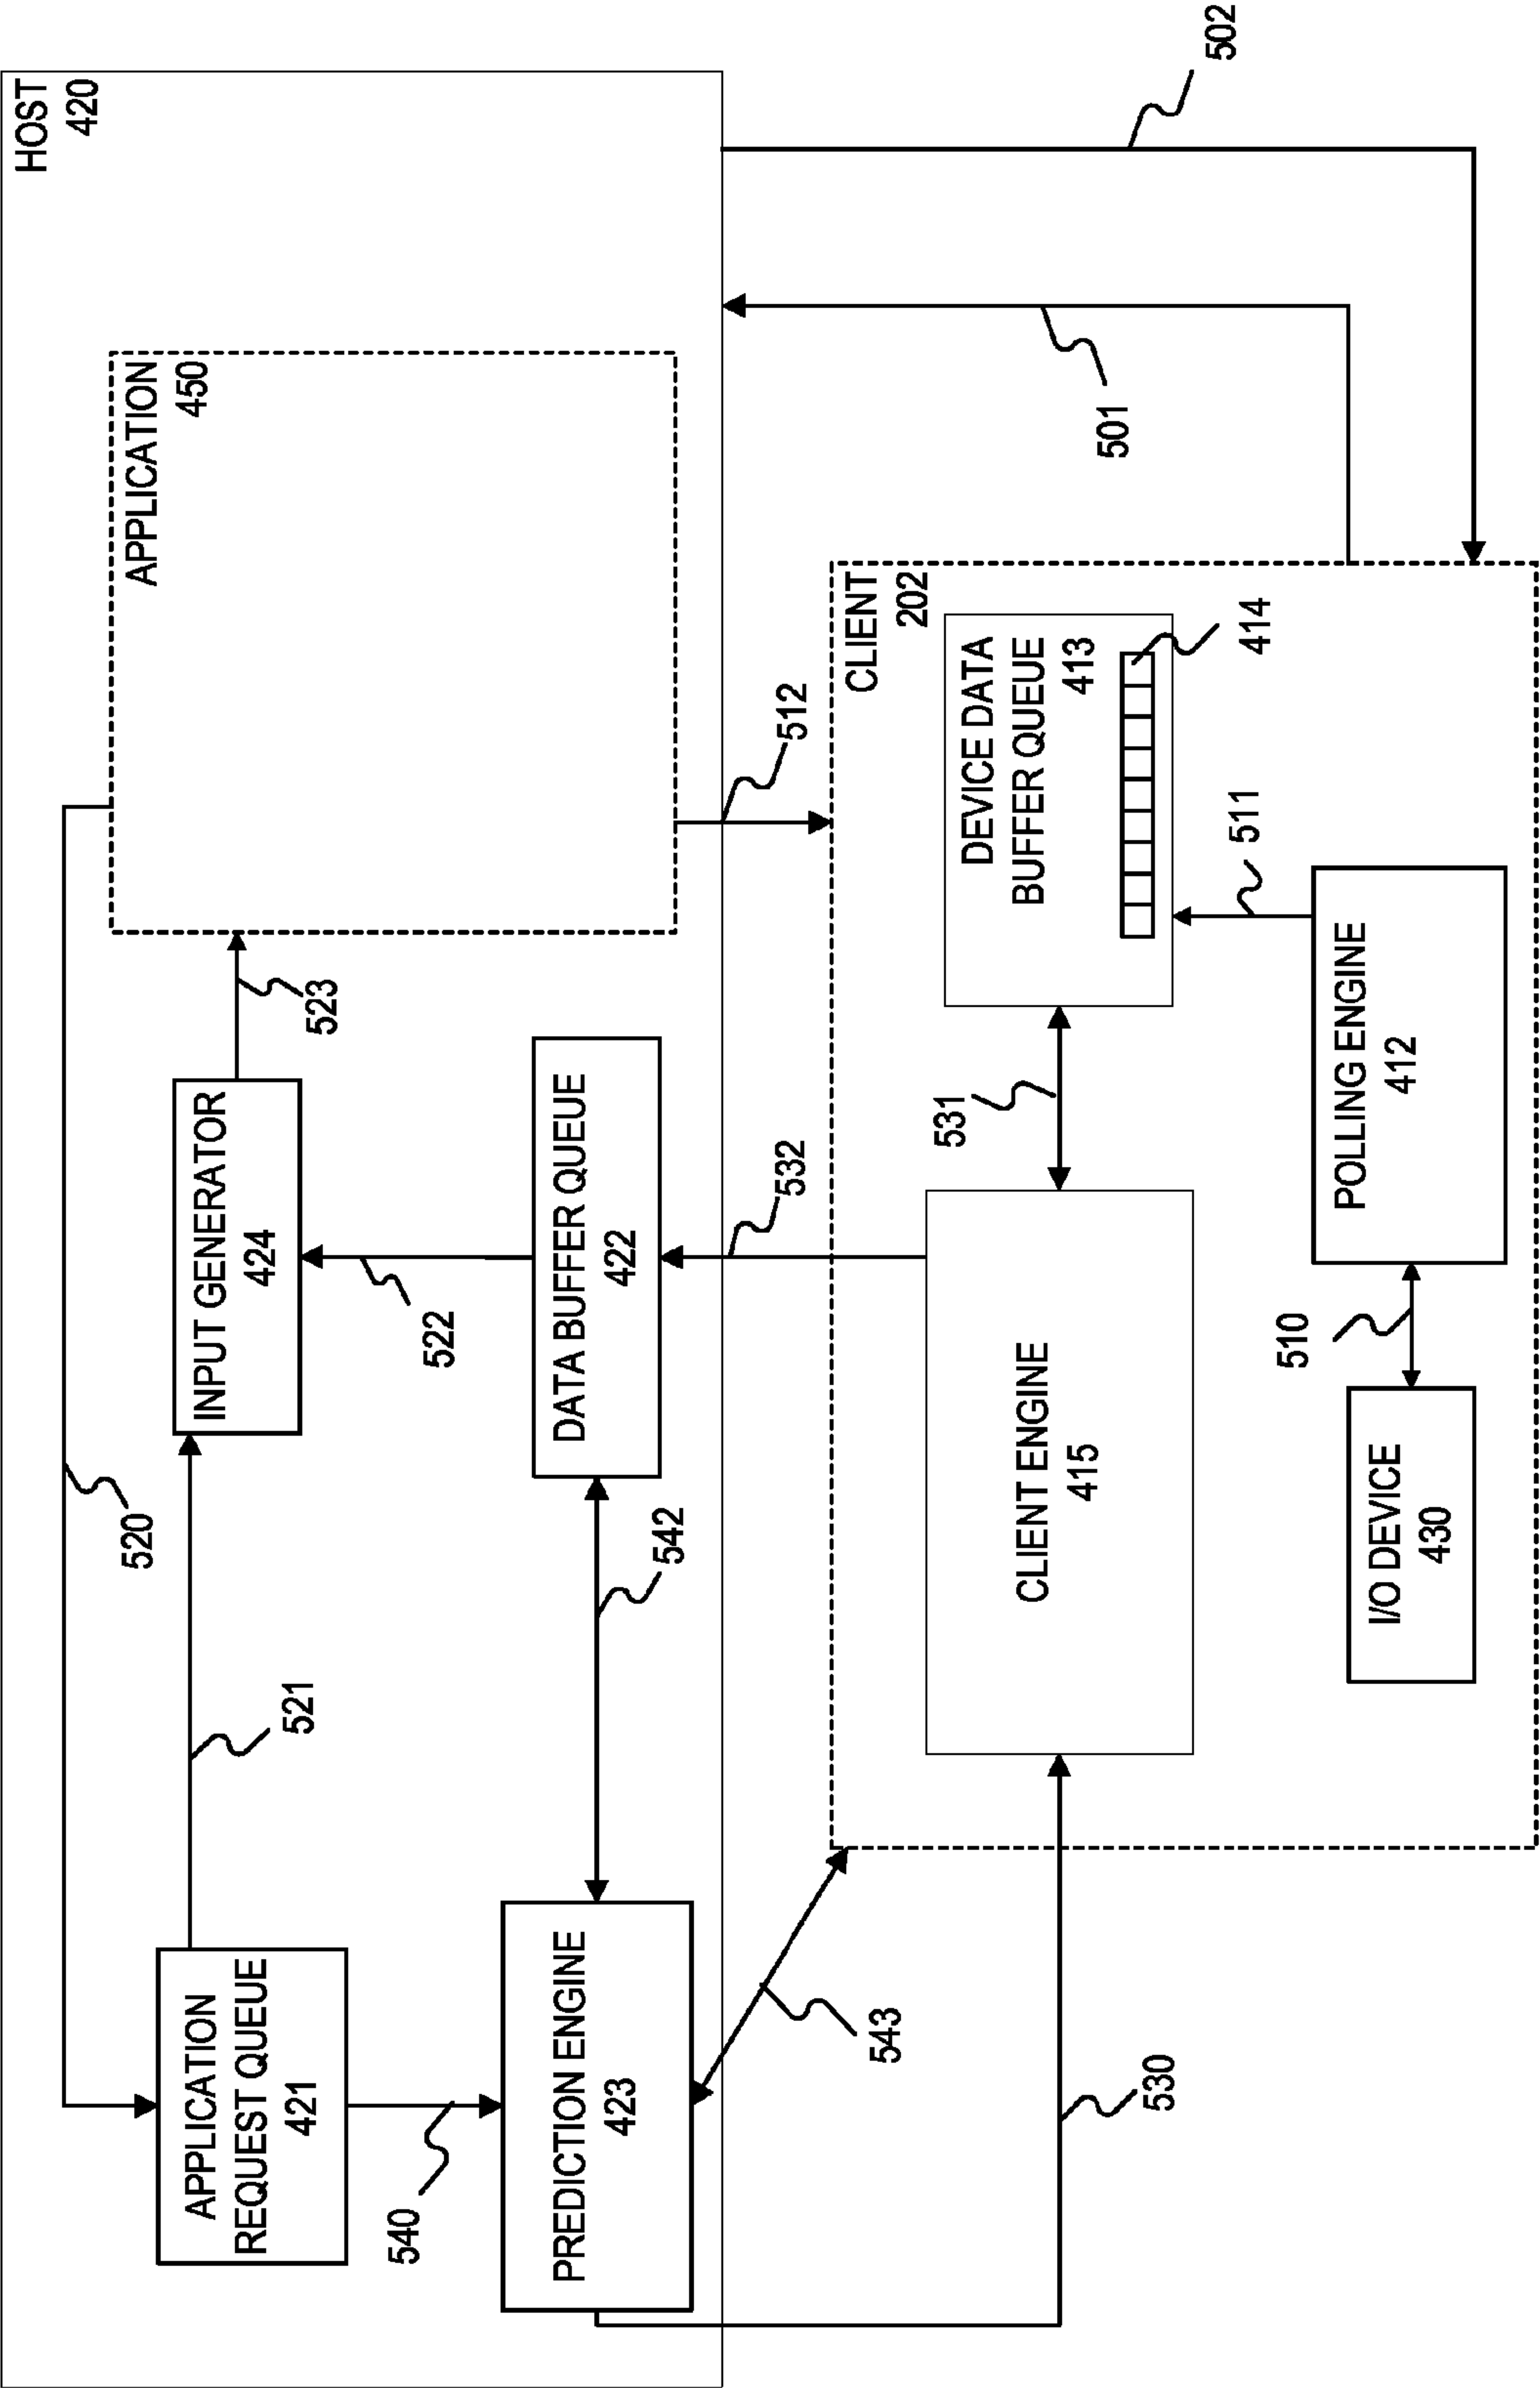 HOST
420
APPLICATION
450
520
523
INPUT GENERATOR
424
521
APPLICATION
REQUEST QUEUE
421
522
DATA BUFFER QUEUE
422
542
540
PREDICTION ENGINE
423
512
532
543
530
502
501
CLIENT
202
DEVICE DATA
BUFFER QUEUE
413
414
531
511
CLIENT ENGINE
415
POLLING ENGINE
412
510
I/O DEVICE
430